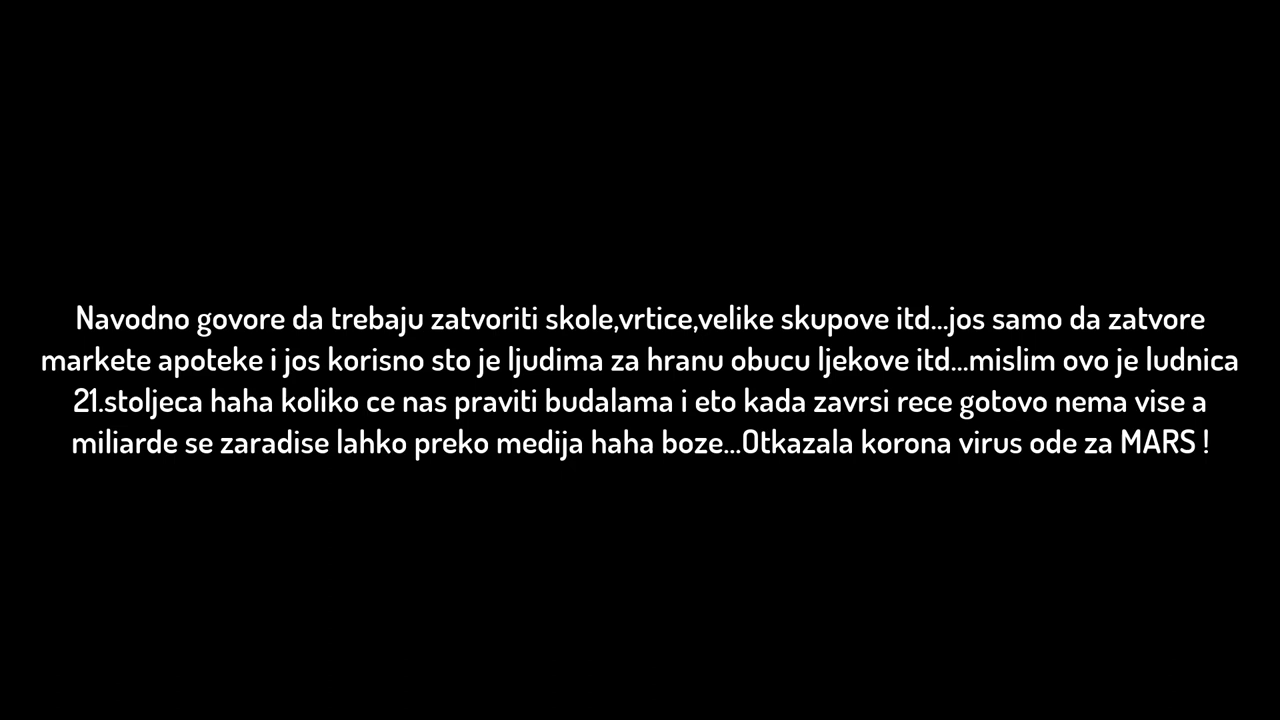 Navodno govore da trebaju zatvoriti skole,vrtice,velike skupove itd...jos samo da zatvore
markete apoteke i jos korisno sto je ljudima za hranu obucu ljekove itd...mislim ovo je ludnica
21.stoljeca haha koliko ce nas praviti budalama i eto kada zavrsi rece gotovo nema vise a
miliarde se zaradise lahko preko medija haha boze...Otkazala korona virus ode za MARS !